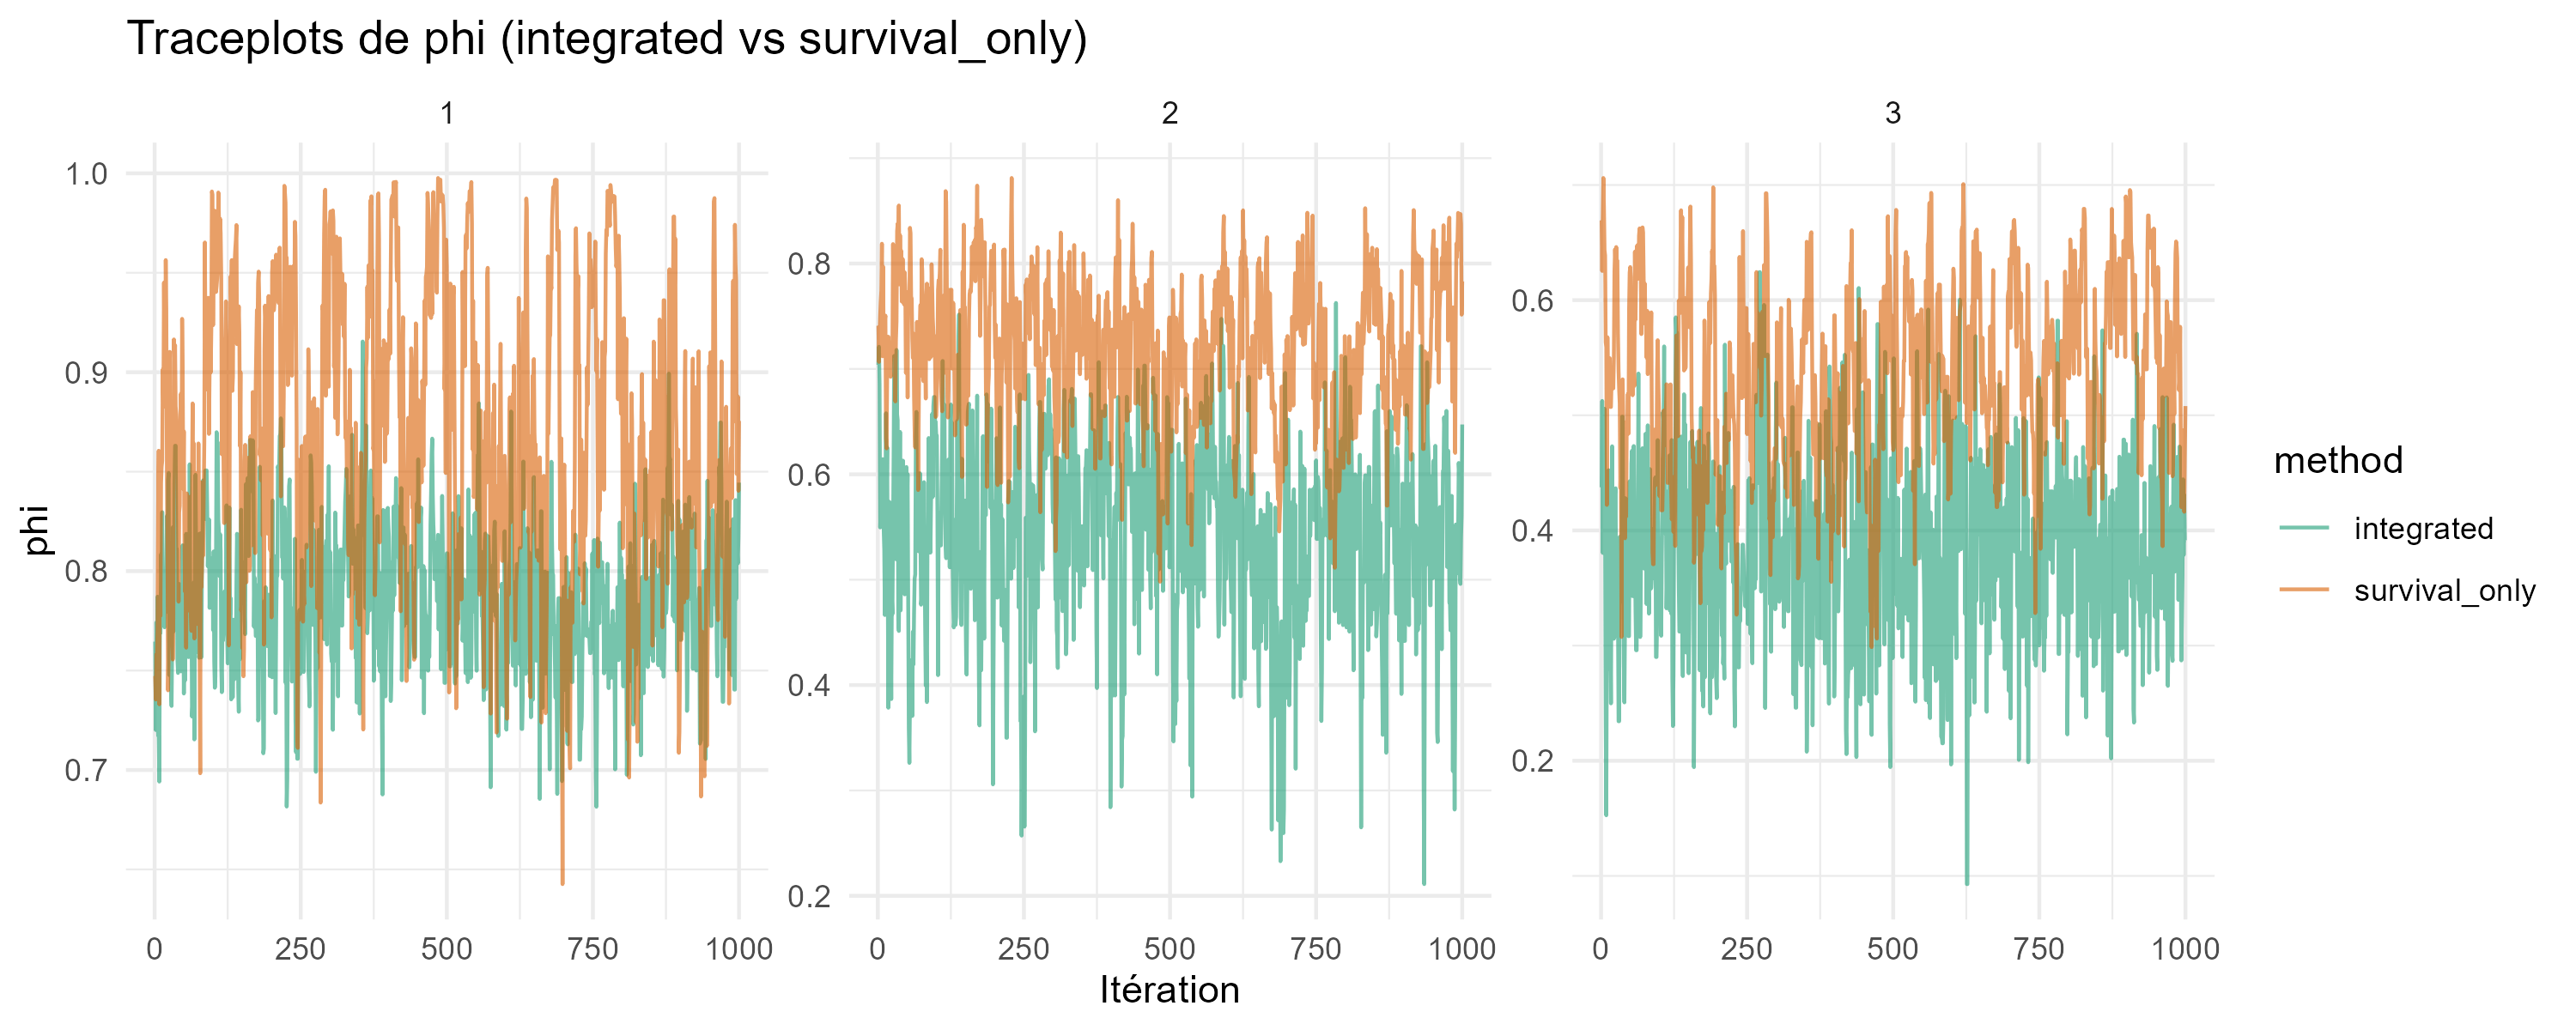 Traceplots de phi (integrated vs survival_only)
1
2
3
phi
1.0
0.9
0.8
0.7
0.8
0.6
0.4
0.2
0.6
0.4
0.2
0 250 500 750 1000
0 250 500 750 1000
0 250 500 750 1000
Itération
method
integrated
survival_only